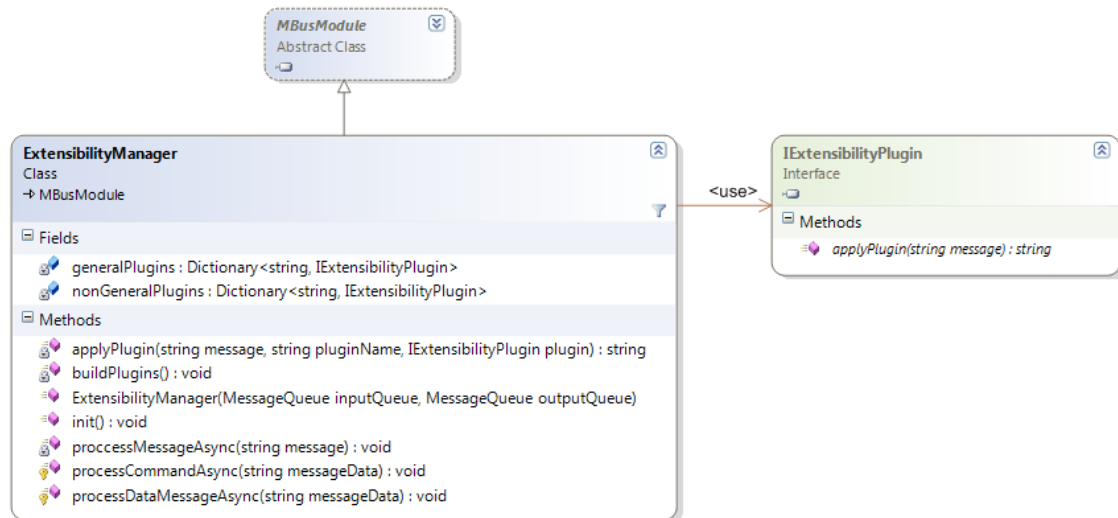 MBusModule
Abstract Class
ExtensibilityManager
Class
MBusModule
Fields
generalPlugins : Dictionary<string, IExtensibilityPlugin>
nonGeneralPlugins : Dictionary<string, IExtensibilityPlugin>
Methods
applyPlugin(string message, string pluginName, IExtensibilityPlugin plugin) : string
buildPlugins() : void
ExtensibilityManager(MessageQueue inputQueue, MessageQueue outputQueue)
init() : void
proccessMessageAsync(string message) : void
processCommandAsync(string messageData) : void
processDataMessageAsync(string messageData) : void
<use>
IExtensibilityPlugin
Interface
Methods
applyPlugin(string message) : string